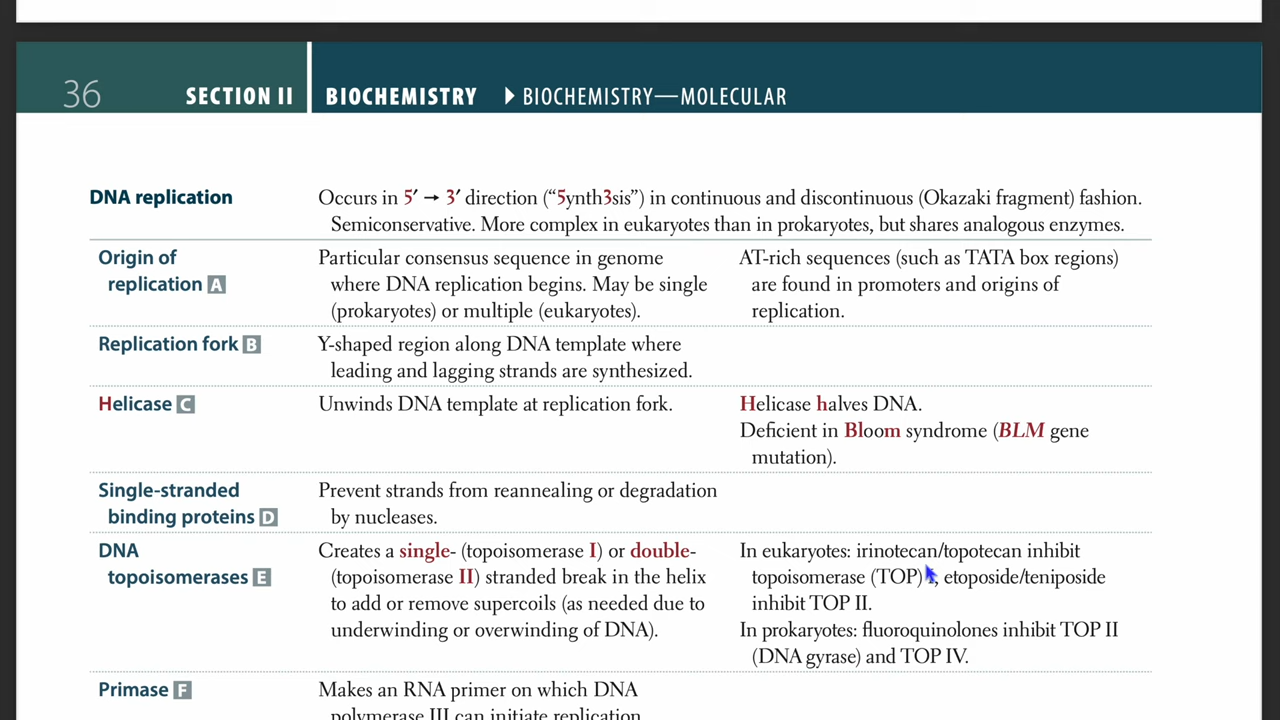 36 SECTION II BIOCHEMISTRY ▶ BIOCHEMISTRY—MOLECULAR
DNA replication
Occurs in 5′ → 3′ direction (“5ynth3sis”) in continuous and discontinuous (Okazaki fragment) fashion.
Semiconservative. More complex in eukaryotes than in prokaryotes, but shares analogous enzymes.
Origin of
replication A
Particular consensus sequence in genome
where DNA replication begins. May be single
(prokaryotes) or multiple (eukaryotes).
AT-rich sequences (such as TATA box regions)
are found in promoters and origins of
replication.
Replication fork B
Y-shaped region along DNA template where
leading and lagging strands are synthesized.
Helicase C
Unwinds DNA template at replication fork.
Helicase halves DNA.
Deficient in Bloom syndrome (BLM gene
mutation).
Single-stranded
binding proteins D
Prevent strands from reannealing or degradation
by nucleases.
DNA
topoisomerases E
Creates a single- (topoisomerase I) or double-
(topoisomerase II) stranded break in the helix
to add or remove supercoils (as needed due to
underwinding or overwinding of DNA).
In eukaryotes: irinotecan/topotecan inhibit
topoisomerase (TOP) , etoposide/teniposide
inhibit TOP II.
In prokaryotes: fluoroquinolones inhibit TOP II
(DNA gyrase) and TOP IV.
Primase F
Makes an RNA primer on which DNA
polymerase III can initiate replication